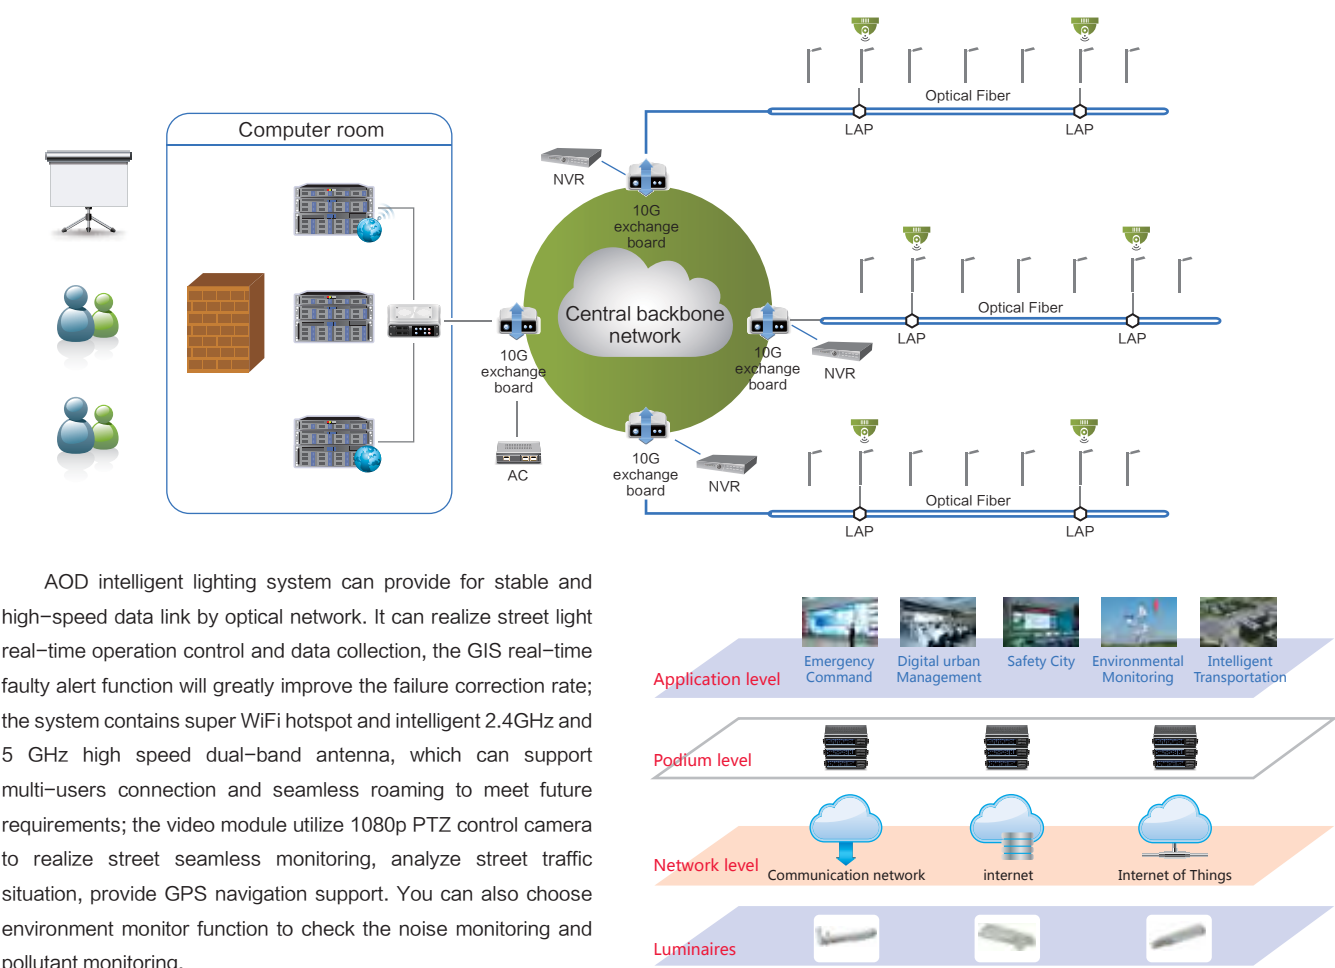 Computer room
Optical Fiber
LAP
LAP
NVR
10G
exchange
board
Central backbone
network
10G
exchange
board
AC
10G
exchange
board
NVR
Optical Fiber
LAP
LAP
10G
exchange
board
NVR
Optical Fiber
LAP
LAP
AOD intelligent lighting system can provide for stable and
high-speed data link by optical network. It can realize street light
real-time operation control and data collection, the GIS real-time
faulty alert function will greatly improve the failure correction rate;
the system contains super WiFi hotspot and intelligent 2.4GHz and
5 GHz high speed dual-band antenna, which can support
multi-users connection and seamless roaming to meet future
requirements; the video module utilize 1080p PTZ control camera
to realize street seamless monitoring, analyze street traffic
situation, provide GPS navigation support. You can also choose
environment monitor function to check the noise monitoring and
pollutant monitoring.
Application level
Emergency
Command
Digital urban
Management
Safety City
Environmental
Monitoring
Intelligent
Transportation
Podium level
Network level
Communication network
internet
Internet of Things
Luminaires